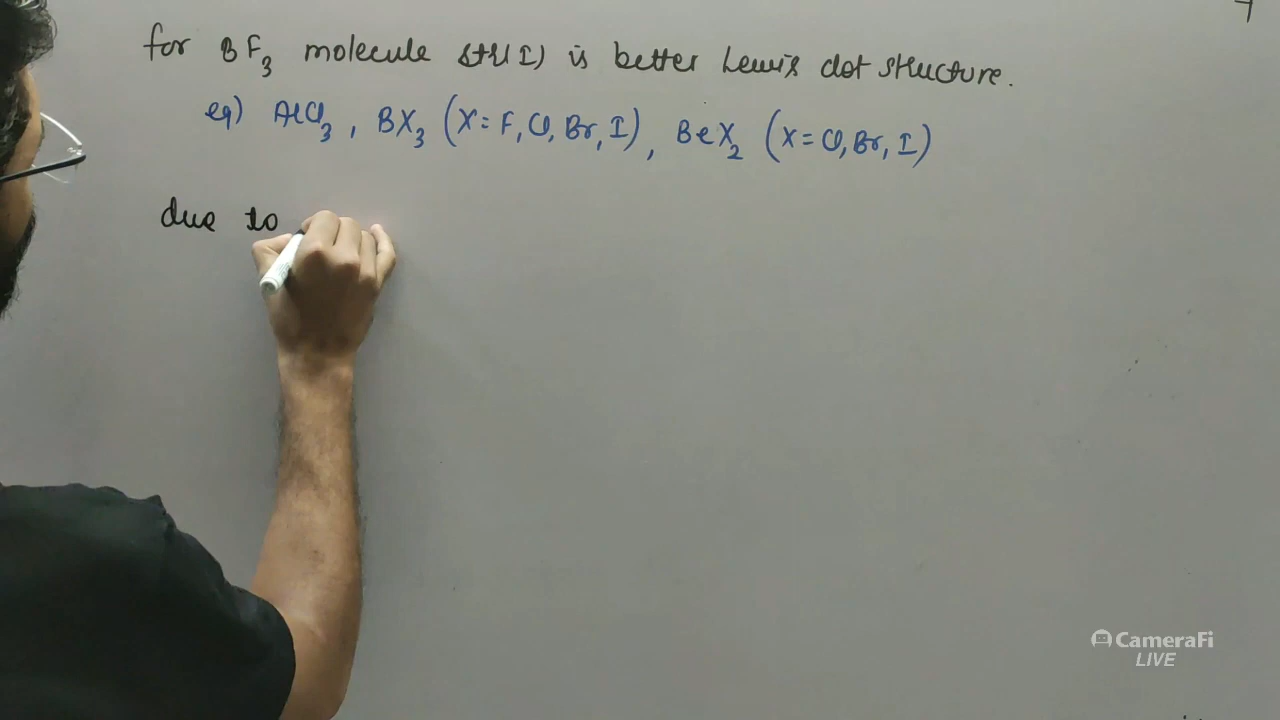 for BF3 molecule str(I) is better Lewis dot structure.
eg) AlCl3, BX3 (X=F, Cl, Br, I), BeX2 (X=Cl, Br, I)
due to
CameraFi
LIVE